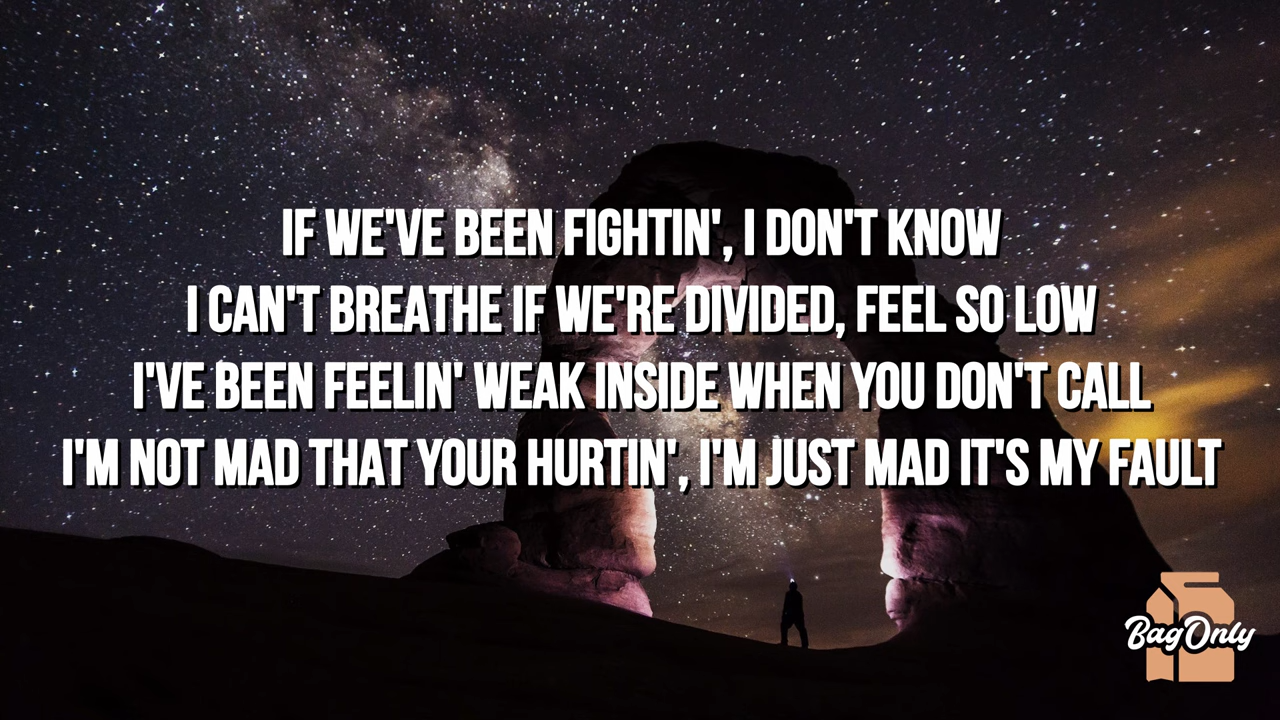 IF WE'VE BEEN FIGHTIN', I DON'T KNOW
I CAN'T BREATHE IF WE'RE DIVIDED, FEEL SO LOW
I'VE BEEN FEELIN' WEAK INSIDE WHEN YOU DON'T CALL
I'M NOT MAD THAT YOUR HURTIN', I'M JUST MAD IT'S MY FAULT
BagOnly